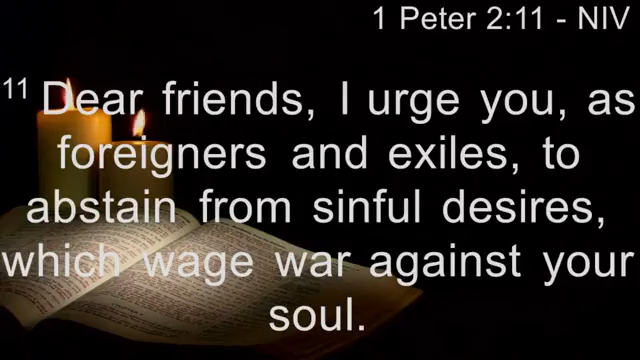 1 Peter 2:11 - NIV
11 Dear friends, I urge you, as
foreigners and exiles, to
abstain from sinful desires,
which wage war against your
soul.